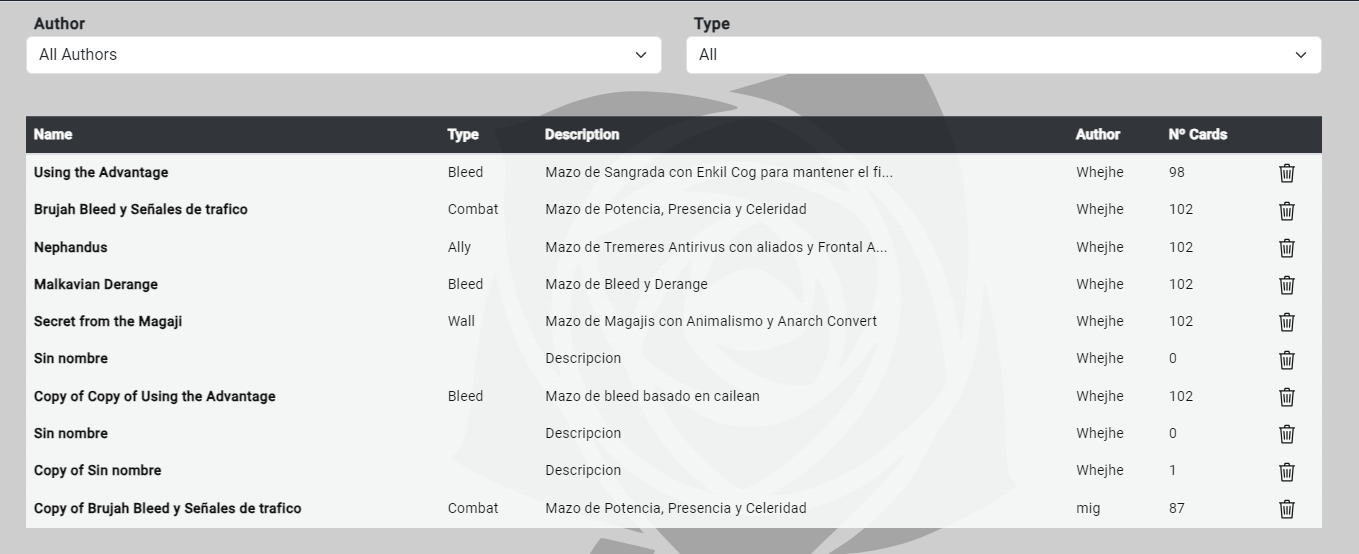 Author Type
All Authors All
Name Type Description Author Nº Cards
Using the Advantage Bleed Mazo de Sangrada con Enkil Cog para mantener el fi... Whejhe 98
Brujah Bleed y Señales de trafico Combat Mazo de Potencia, Presencia y Celeridad Whejhe 102
Nephandus Ally Mazo de Tremeres Antirivus con aliados y Frontal A... Whejhe 102
Malkavian Derange Bleed Mazo de Bleed y Derange Whejhe 102
Secret from the Magaji Wall Mazo de Magajis con Animalismo y Anarch Convert Whejhe 102
Sin nombre Descripcion Whejhe 0
Copy of Copy of Using the Advantage Bleed Mazo de bleed basado en cailean Whejhe 102
Sin nombre Descripcion Whejhe 0
Copy of Sin nombre Descripcion Whejhe 1
Copy of Brujah Bleed y Señales de trafico Combat Mazo de Potencia, Presencia y Celeridad mig 87